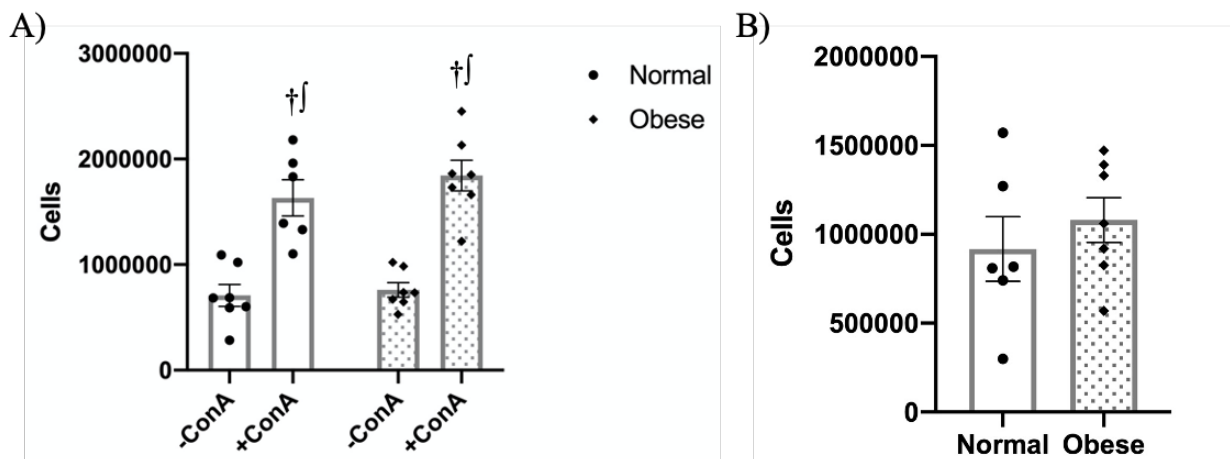 A)
3000000
2000000
1000000
0
Cells
†∫
†∫
Normal
Obese
-ConA
+ConA
-ConA
+ConA
B)
2000000
1500000
1000000
500000
0
Cells
Normal Obese